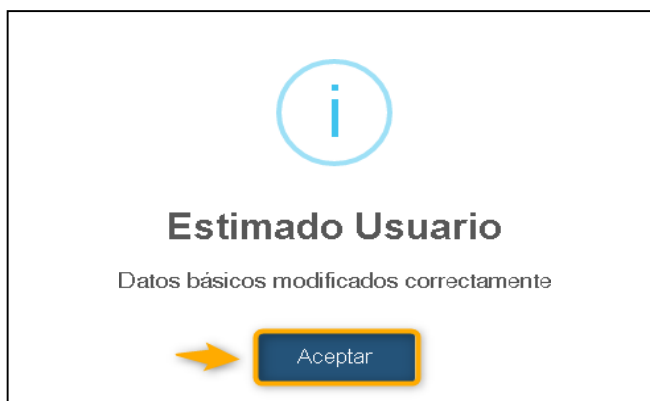 i
Estimado Usuario
Datos básicos modificados correctamente
Aceptar